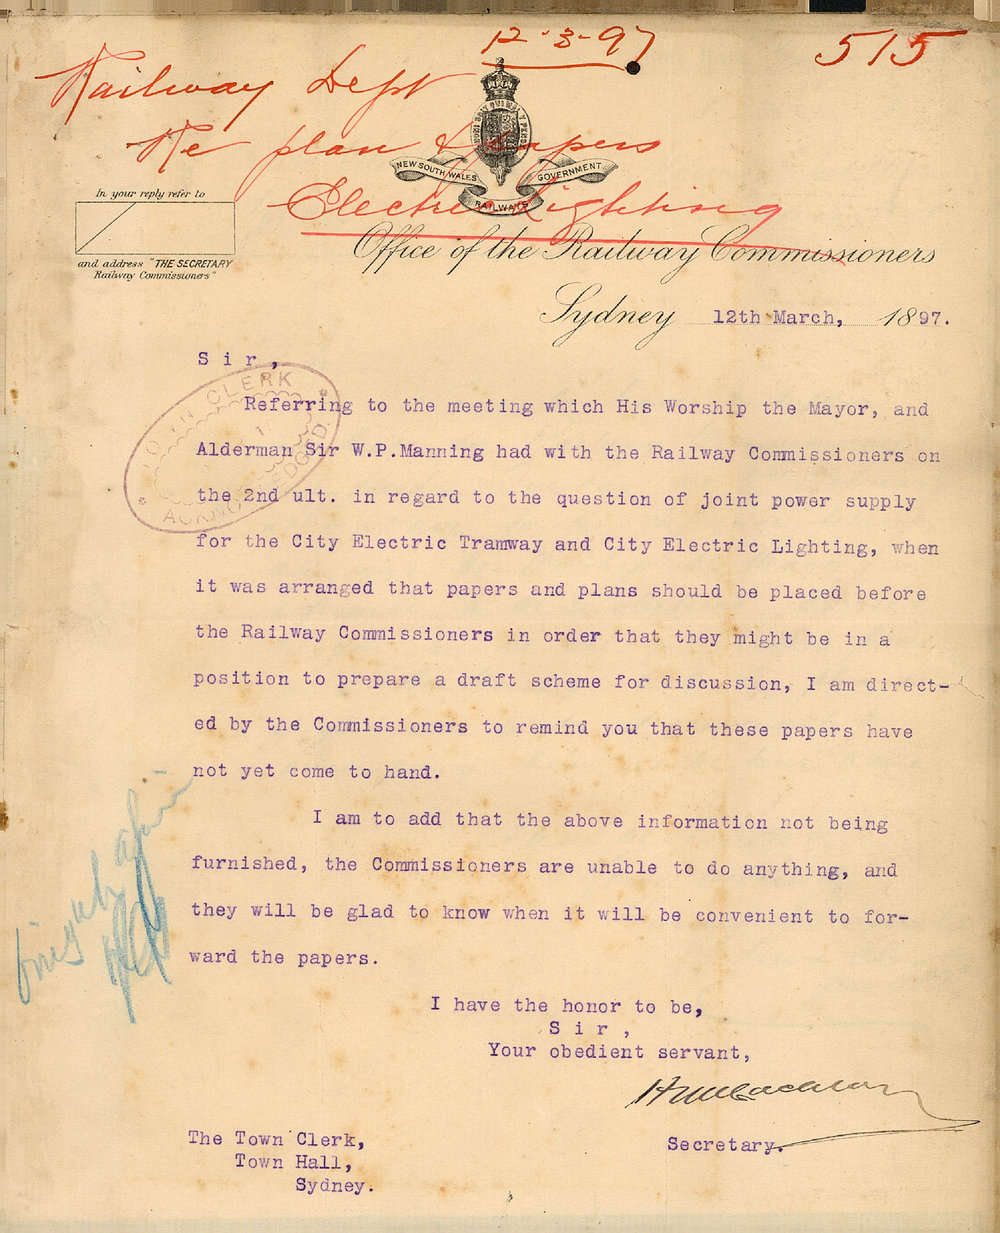 12-3-97
515
Railway Dept
Re plan & papers
Electric Lighting
NEW SOUTH WALES GOVERNMENT
RAILWAYS
In your reply refer to
and address "THE SECRETARY
Railway Commissioners"
Office of the Railway Commissioners
Sydney 12th March, 1897.
Sir,
TOWN CLERK
ACKNOWLEDGED.
Referring to the meeting which His Worship the Mayor, and
Alderman Sir W.P.Manning had with the Railway Commissioners on
the 2nd ult. in regard to the question of joint power supply
for the City Electric Tramway and City Electric Lighting, when
it was arranged that papers and plans should be placed before
the Railway Commissioners in order that they might be in a
position to prepare a draft scheme for discussion, I am direct-
ed by the Commissioners to remind you that these papers have
not yet come to hand.
I am to add that the above information not being
furnished, the Commissioners are unable to do anything, and
they will be glad to know when it will be convenient to for-
ward the papers.
I have the honor to be,
Sir,
Your obedient servant,
Secretary.
The Town Clerk,
Town Hall,
Sydney.